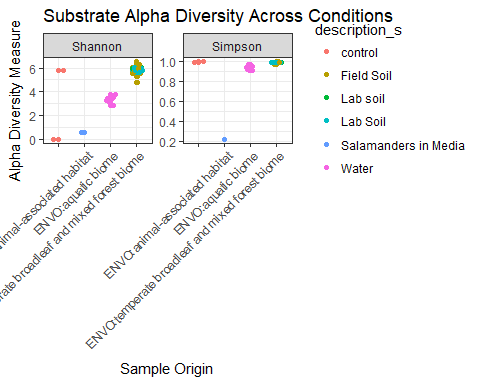 Substrate Alpha Diversity Across Conditions
Alpha Diversity Measure
Shannon
Simpson
6
4
2
0
1.0
0.8
0.6
0.4
0.2
animal-associated habitat
ENVO:aquatic biome
broadleaf and mixed forest biome
ENVO:animal-associated habitat
ENVO:aquatic biome
ENVO:temperate broadleaf and mixed forest biome
Sample Origin
description_s
control
Field Soil
Lab soil
Lab Soil
Salamanders in Media
Water